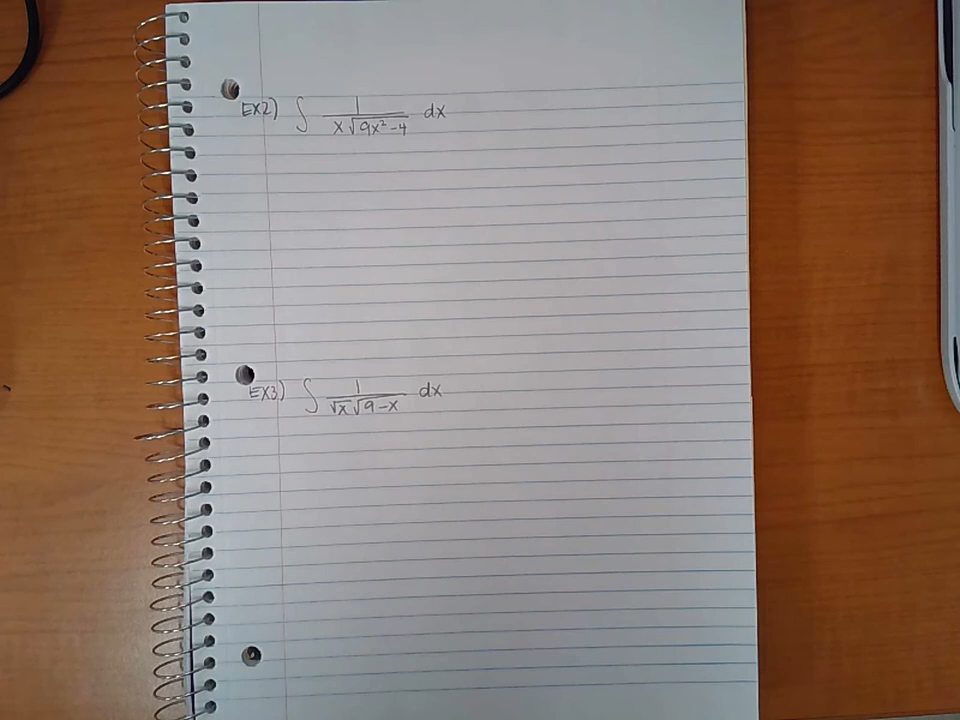 EX2) ∫ 1/(x√(9x²-4)) dx
EX3) ∫ 1/(√x√(9-x)) dx